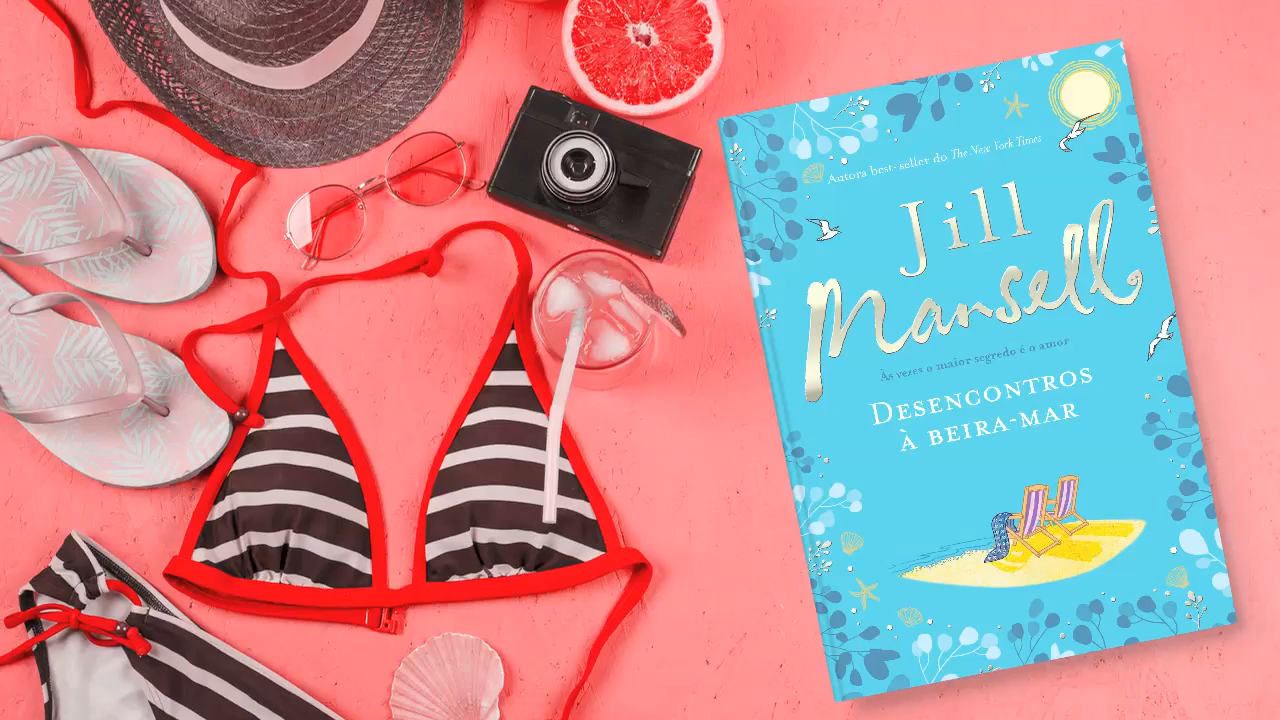 Autora best-seller do The New York Times
Jill
Mansell
Às vezes o maior segredo é o amor
DESENCONTROS
À BEIRA-MAR